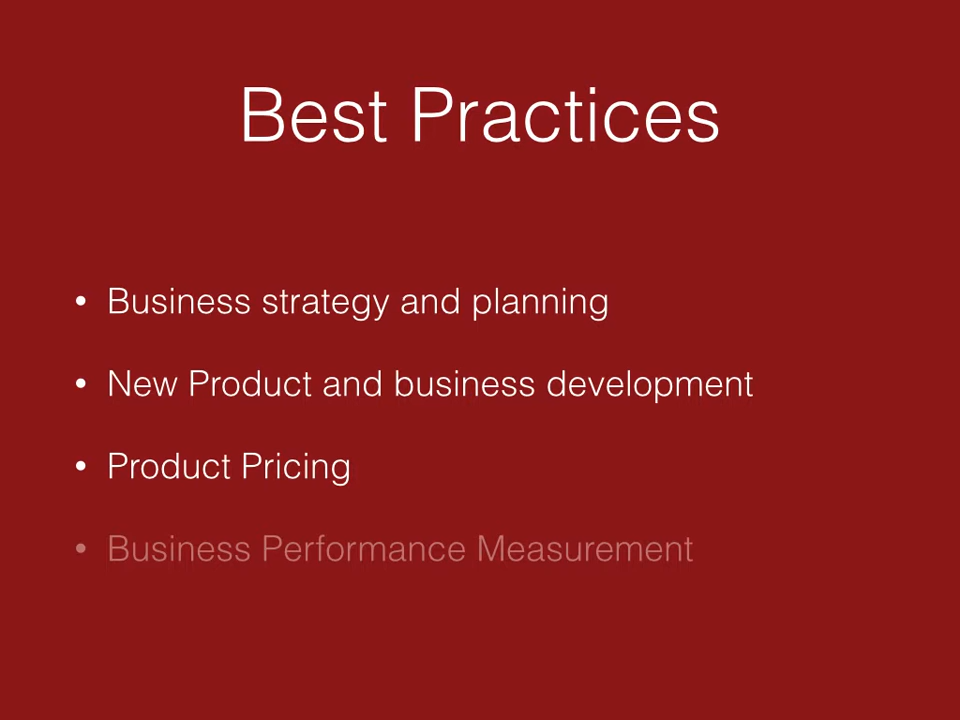 Best Practices
• Business strategy and planning
• New Product and business development
• Product Pricing
• Business Performance Measurement